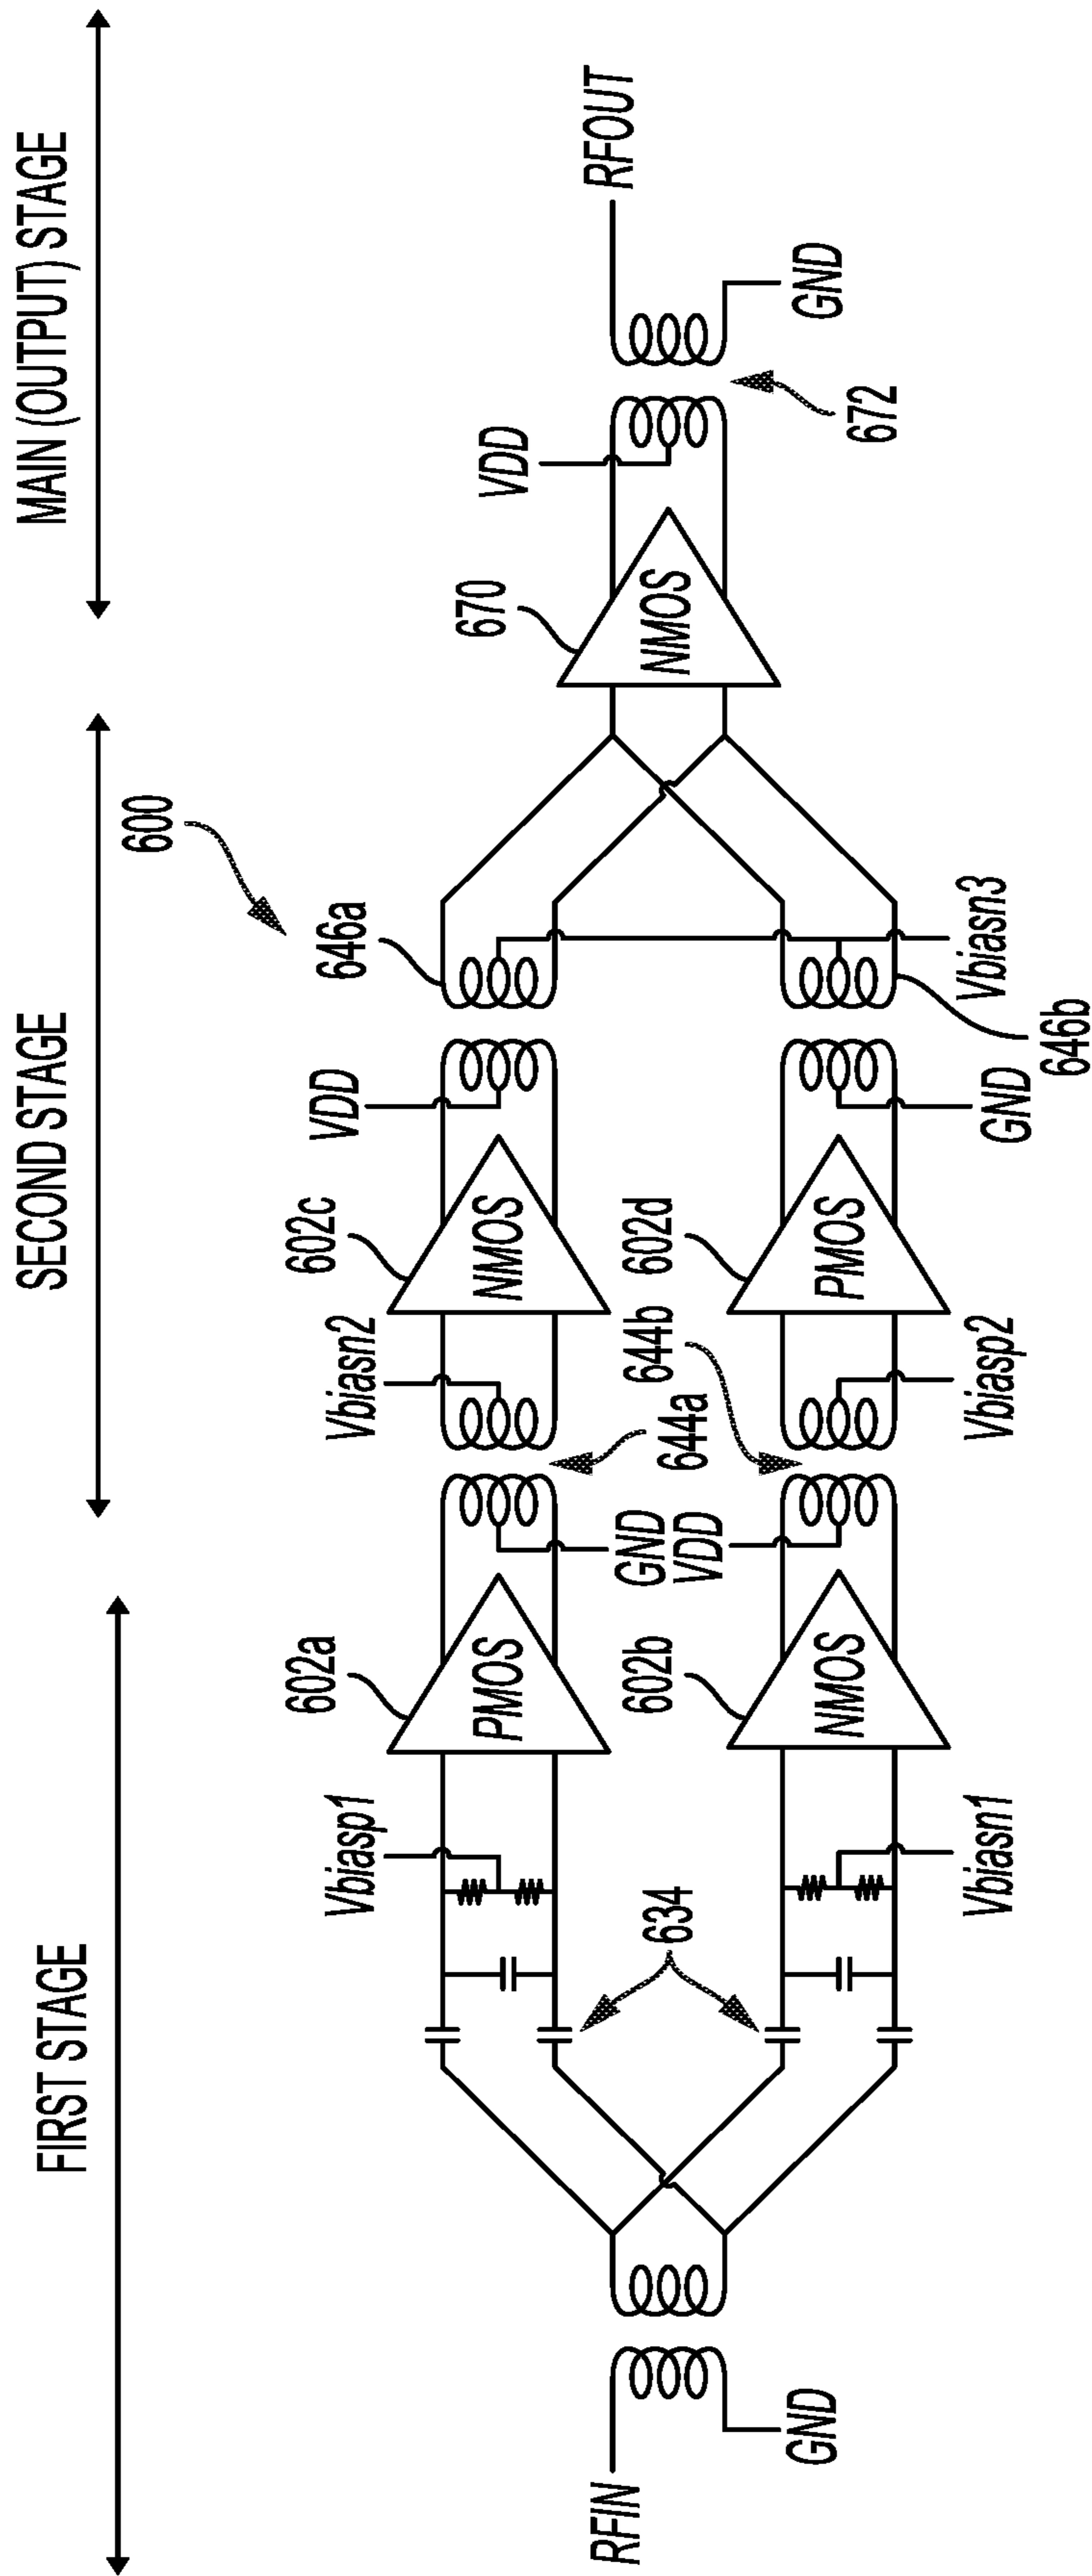 FIRST STAGE
SECOND STAGE
MAIN (OUTPUT) STAGE
600
RFIN
GND
634
Vbiasp1
602a
PMOS
GND
644a
Vbiasn2
602c
NMOS
VDD
646a
Vbiasn1
602b
NMOS
VDD
644b
Vbiasp2
602d
PMOS
GND
646b
Vbiasn3
670
NMOS
VDD
672
GND
RFOUT